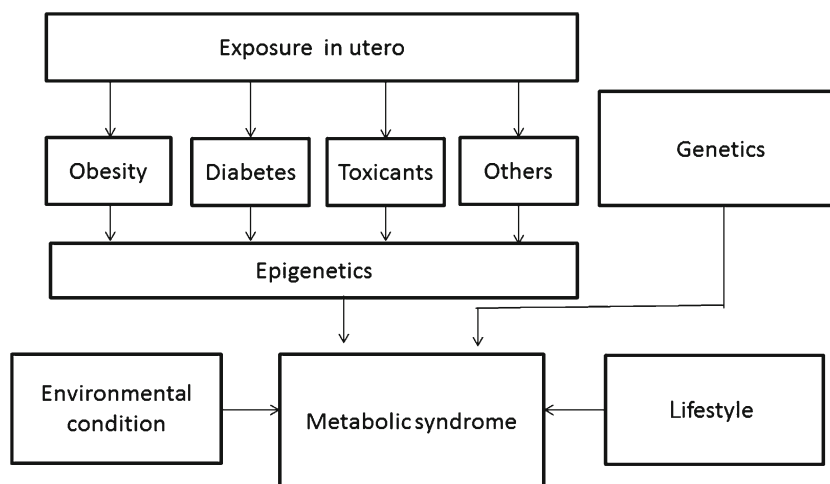 Exposure in utero
Genetics
Obesity
Diabetes
Toxicants
Others
Epigenetics
Environmental
condition
Metabolic syndrome
Lifestyle